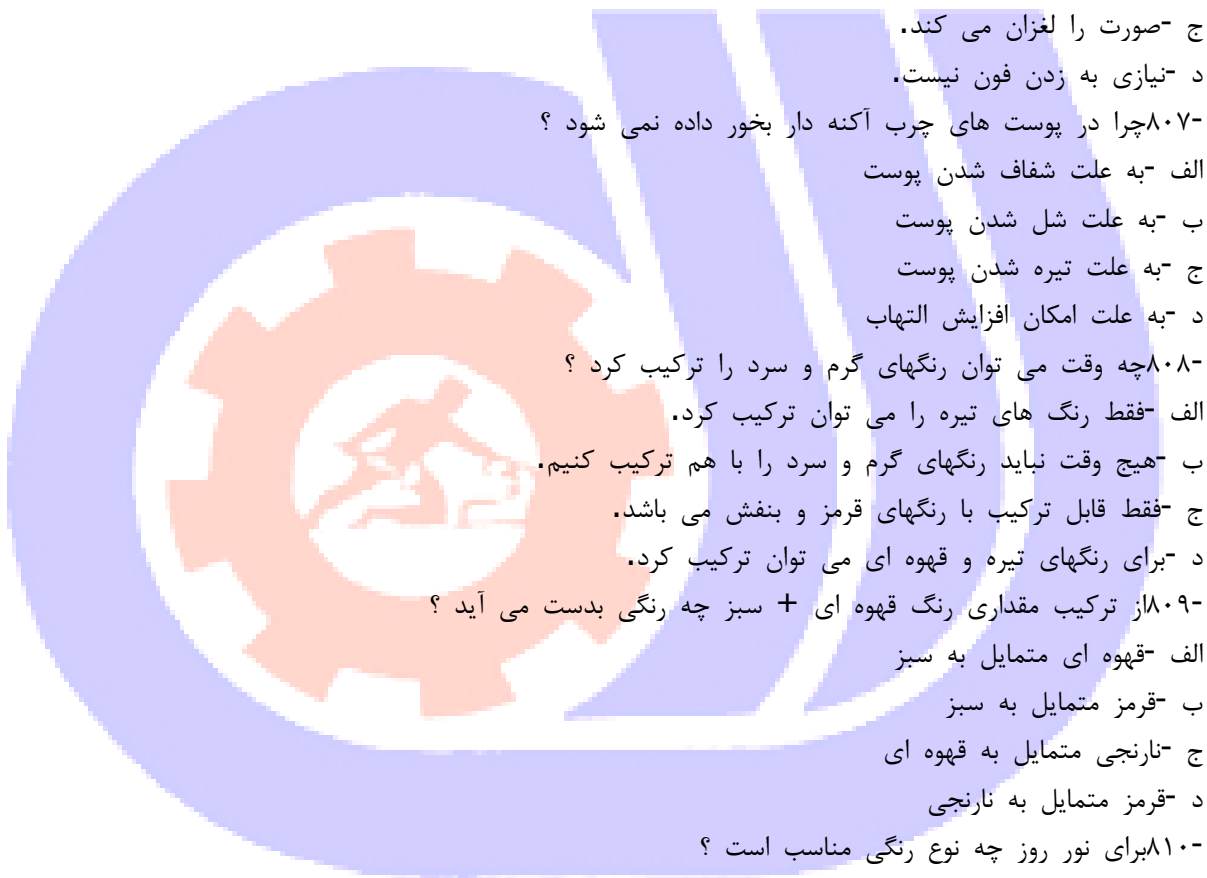 ج -صورت را لغزان می کند.
د -نیازی به زدن فون نیست.
-۸۰۷چرا در پوست های چرب آکنه دار بخور داده نمی شود ؟
الف -به علت شفاف شدن پوست
ب -به علت شل شدن پوست
ج -به علت تیره شدن پوست
د -به علت امکان افزایش التهاب
-۸۰۸چه وقت می توان رنگهای گرم و سرد را ترکیب کرد ؟
الف -فقط رنگ های تیره را می توان ترکیب کرد.
ب -هیج وقت نباید رنگهای گرم و سرد را با هم ترکیب کنیم.
ج -فقط قابل ترکیب با رنگهای قرمز و بنفش می باشد.
د -برای رنگهای تیره و قهوه ای می توان ترکیب کرد.
-۸۰۹از ترکیب مقداری رنگ قهوه ای + سبز چه رنگی بدست می آید ؟
الف -قهوه ای متمایل به سبز
ب -قرمز متمایل به سبز
ج -نارنجی متمایل به قهوه ای
د -قرمز متمایل به نارنجی
-۸۱۰برای نور روز چه نوع رنگی مناسب است ؟